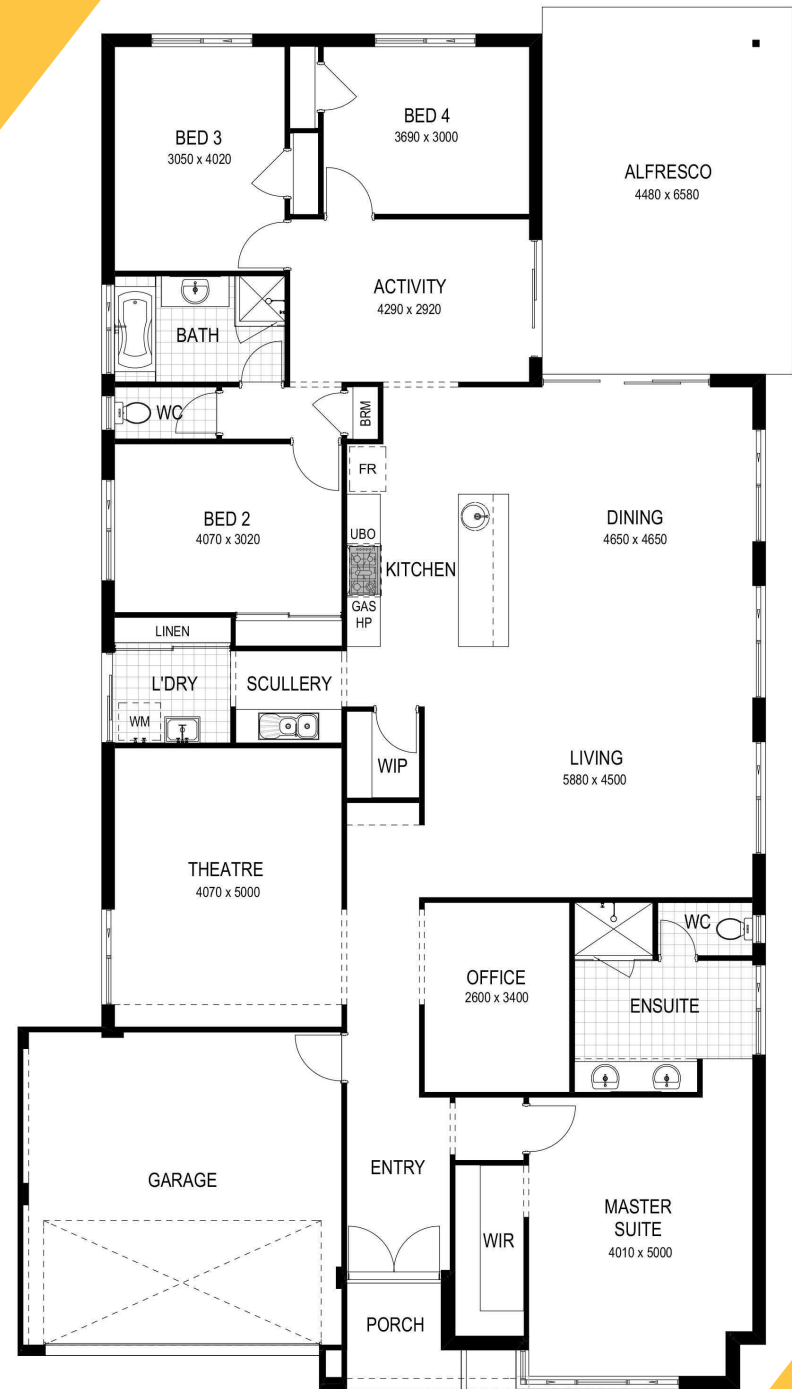 BED 3
3050 x 4020
BED 4
3690 x 3000
ALFRESCO
4480 x 6580
ACTIVITY
4290 x 2920
BATH
WC
BRM
FR
BED 2
4070 x 3020
UBO
KITCHEN
GAS
HP
DINING
4650 x 4650
LINEN
L'DRY
SCULLERY
WM
WIP
LIVING
5880 x 4500
THEATRE
4070 x 5000
OFFICE
2600 x 3400
WC
ENSUITE
GARAGE
ENTRY
WIR
MASTER
SUITE
4010 x 5000
PORCH